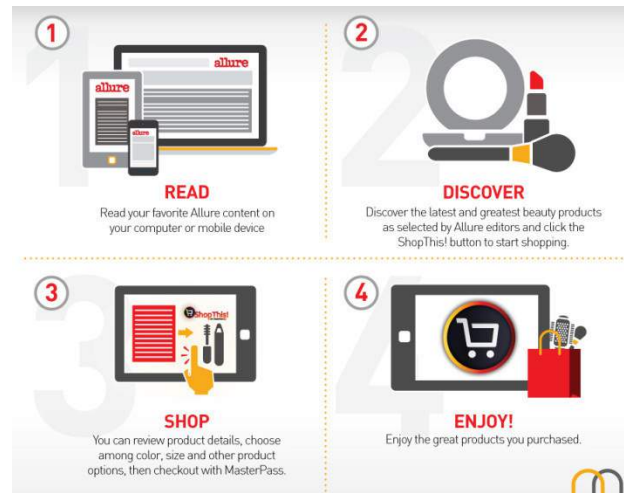 1
allure
allure
allure
READ
Read your favorite Allure content on
your computer or mobile device
2
DISCOVER
Discover the latest and greatest beauty products
as selected by Allure editors and click the
ShopThis! button to start shopping.
3
ShopThis!
SHOP
You can review product details, choose
among color, size and other product
options, then checkout with MasterPass.
4
ENJOY!
Enjoy the great products you purchased.